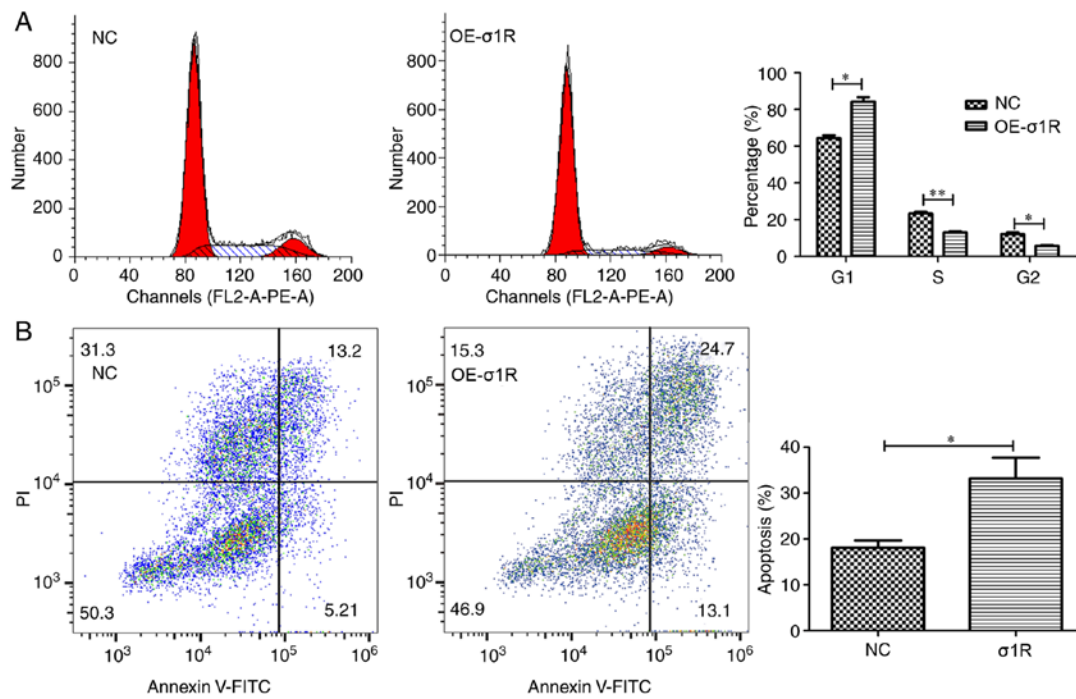 A
NC
Number
800
600
400
200
0
0
40
80
120
160
200
Channels (FL2-A-PE-A)
OE-σ1R
Number
800
600
400
200
0
0
40
80
120
160
200
Channels (FL2-A-PE-A)
Percentage (%)
100
80
60
40
20
0
*
**
*
NC
OE-σ1R
G1
S
G2
B
31.3
NC
13.2
50.3
5.21
PI
10⁵
10⁴
10³
10³
10⁴
10⁵
10⁶
Annexin V-FITC
15.3
OE-σ1R
24.7
46.9
13.1
PI
10⁵
10⁴
10³
10³
10⁴
10⁵
10⁶
Annexin V-FITC
Apoptosis (%)
40
30
20
10
0
*
NC
σ1R